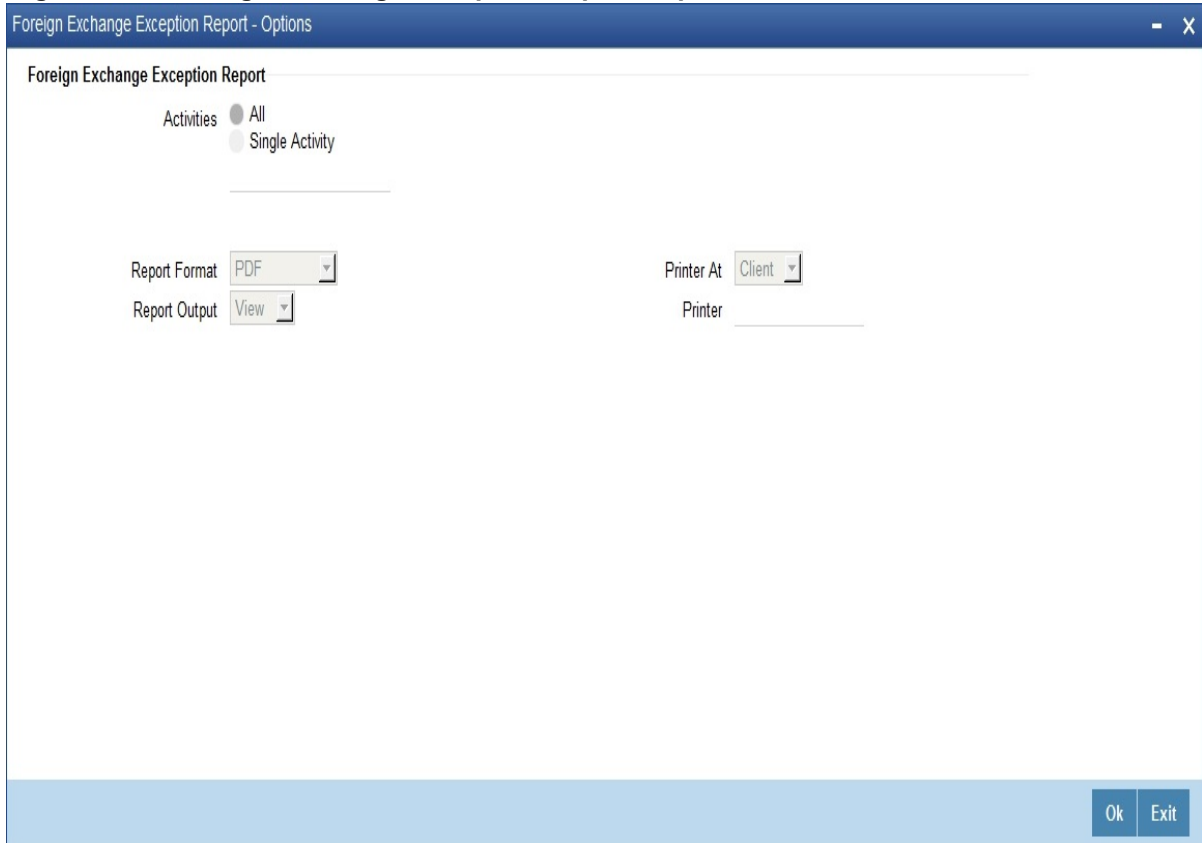 Foreign Exchange Exception Report - Options
- X
Foreign Exchange Exception Report
Activities All
Single Activity
Report Format PDF Printer At Client
Report Output View Printer
Ok Exit